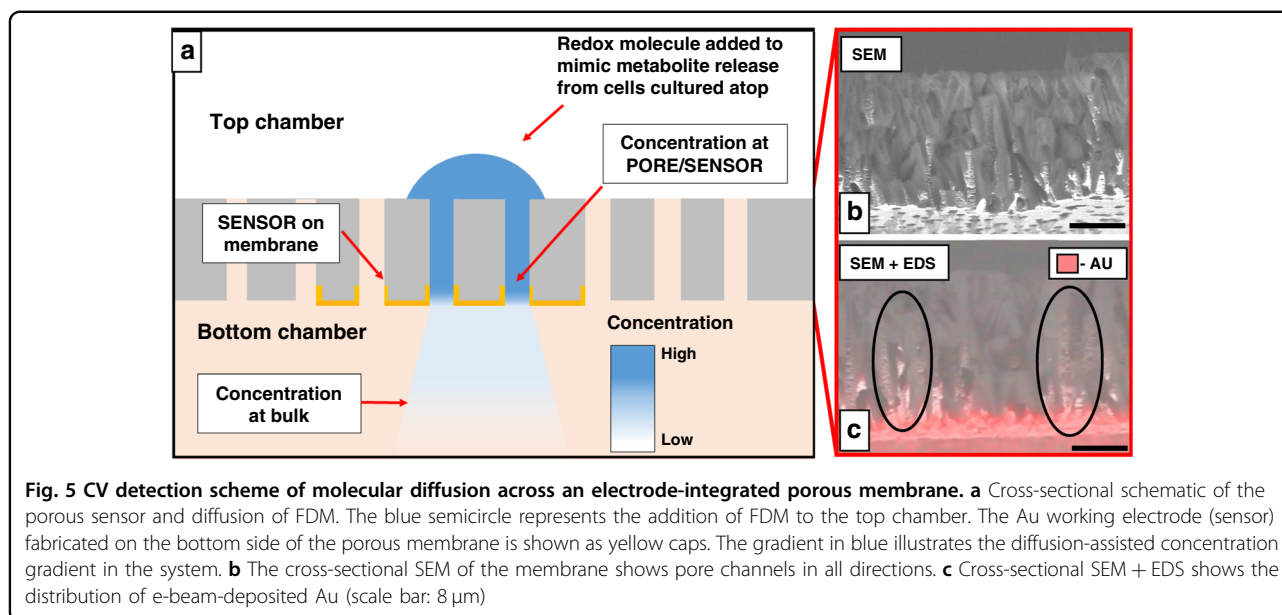 a
Redox molecule added to
mimic metabolite release
from cells cultured atop
Top chamber
Concentration at
PORE/SENSOR
SENSOR on
membrane
Bottom chamber
Concentration
High
Low
Concentration
at bulk
SEM
b
SEM + EDS
- AU
c
Fig. 5 CV detection scheme of molecular diffusion across an electrode-integrated porous membrane. a Cross-sectional schematic of the
porous sensor and diffusion of FDM. The blue semicircle represents the addition of FDM to the top chamber. The Au working electrode (sensor)
fabricated on the bottom side of the porous membrane is shown as yellow caps. The gradient in blue illustrates the diffusion-assisted concentration
gradient in the system. b The cross-sectional SEM of the membrane shows pore channels in all directions. c Cross-sectional SEM + EDS shows the
distribution of e-beam-deposited Au (scale bar: 8 µm)